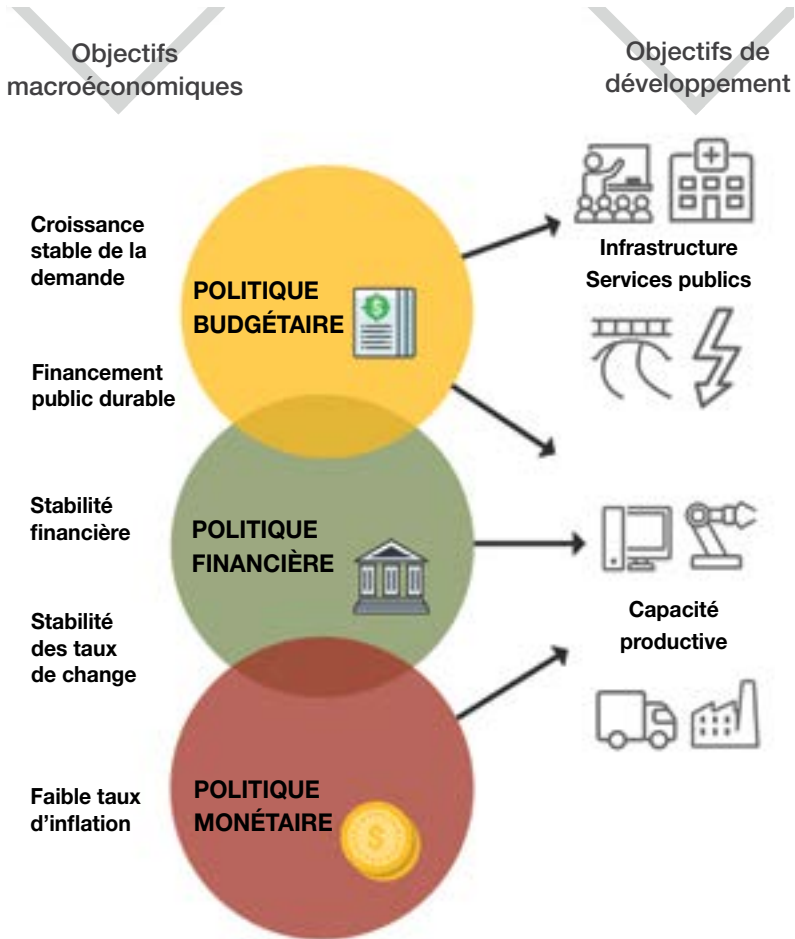 Objectifs
macroéconomiques
Objectifs de
développement
Croissance
stable de la
demande
Financement
public durable
Stabilité
financière
Stabilité
des taux
de change
Faible taux
d’inflation
POLITIQUE
BUDGÉTAIRE
$
POLITIQUE
FINANCIÈRE
POLITIQUE
MONÉTAIRE
$
Infrastructure
Services publics
Capacité
productive